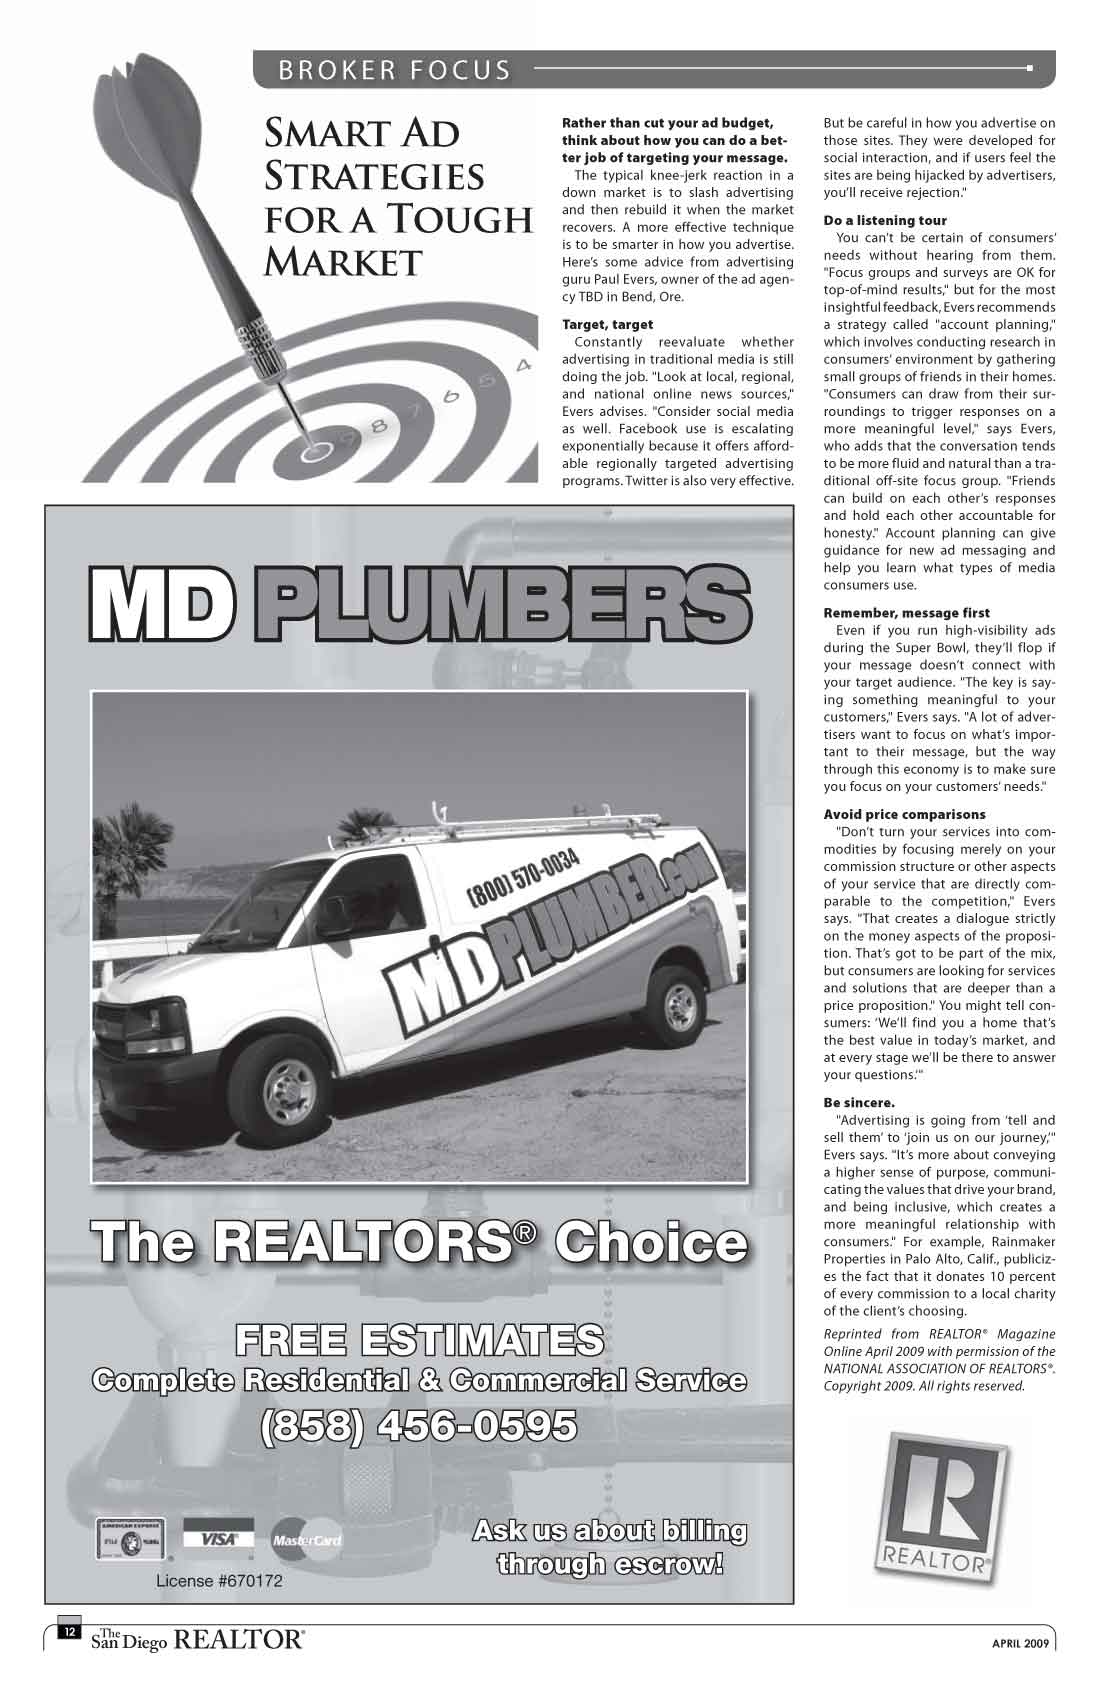 BROKER FOCUS
SMART AD
STRATEGIES
FOR A TOUGH
MARKET
4
5
6
7
8
Rather than cut your ad budget,
think about how you can do a bet-
ter job of targeting your message.
The typical knee-jerk reaction in a
down market is to slash advertising
and then rebuild it when the market
recovers. A more effective technique
is to be smarter in how you advertise.
Here's some advice from advertising
guru Paul Evers, owner of the ad agen-
cy TBD in Bend, Ore.
Target, target
Constantly reevaluate whether
advertising in traditional media is still
doing the job. "Look at local, regional,
and national online news sources,"
Evers advises. "Consider social media
as well. Facebook use is escalating
exponentially because it offers afford-
able regionally targeted advertising
programs. Twitter is also very effective.
But be careful in how you advertise on
those sites. They were developed for
social interaction, and if users feel the
sites are being hijacked by advertisers,
you'll receive rejection."
Do a listening tour
You can't be certain of consumers'
needs without hearing from them.
"Focus groups and surveys are OK for
top-of-mind results," but for the most
insightful feedback, Evers recommends
a strategy called "account planning,"
which involves conducting research in
consumers' environment by gathering
small groups of friends in their homes.
"Consumers can draw from their sur-
roundings to trigger responses on a
more meaningful level," says Evers,
who adds that the conversation tends
to be more fluid and natural than a tra-
ditional off-site focus group. "Friends
can build on each other's responses
and hold each other accountable for
honesty." Account planning can give
guidance for new ad messaging and
help you learn what types of media
consumers use.
Remember, message first
Even if you run high-visibility ads
during the Super Bowl, they'll flop if
your message doesn't connect with
your target audience. "The key is say-
ing something meaningful to your
customers," Evers says. "A lot of adver-
tisers want to focus on what's impor-
tant to their message, but the way
through this economy is to make sure
you focus on your customers' needs."
Avoid price comparisons
"Don't turn your services into com-
modities by focusing merely on your
commission structure or other aspects
of your service that are directly com-
parable to the competition," Evers
says. "That creates a dialogue strictly
on the money aspects of the proposi-
tion. That's got to be part of the mix,
but consumers are looking for services
and solutions that are deeper than a
price proposition." You might tell con-
sumers: 'We'll find you a home that's
the best value in today's market, and
at every stage we'll be there to answer
your questions.'"
Be sincere.
"Advertising is going from 'tell and
sell them' to 'join us on our journey,'"
Evers says. "It's more about conveying
a higher sense of purpose, communi-
cating the values that drive your brand,
and being inclusive, which creates a
more meaningful relationship with
consumers." For example, Rainmaker
Properties in Palo Alto, Calif., publiciz-
es the fact that it donates 10 percent
of every commission to a local charity
of the client's choosing.
Reprinted from REALTOR® Magazine
Online April 2009 with permission of the
NATIONAL ASSOCIATION OF REALTORS®.
Copyright 2009. All rights reserved.
R
REALTOR®
MD PLUMBERS
(800) 570-0034
MDPLUMBER.com
The REALTORS® Choice
FREE ESTIMATES
Complete Residential & Commercial Service
(858) 456-0595
AMERICAN EXPRESS
VISA
MasterCard
Ask us about billing
through escrow!
License #670172
12
The San Diego REALTOR®
APRIL 2009